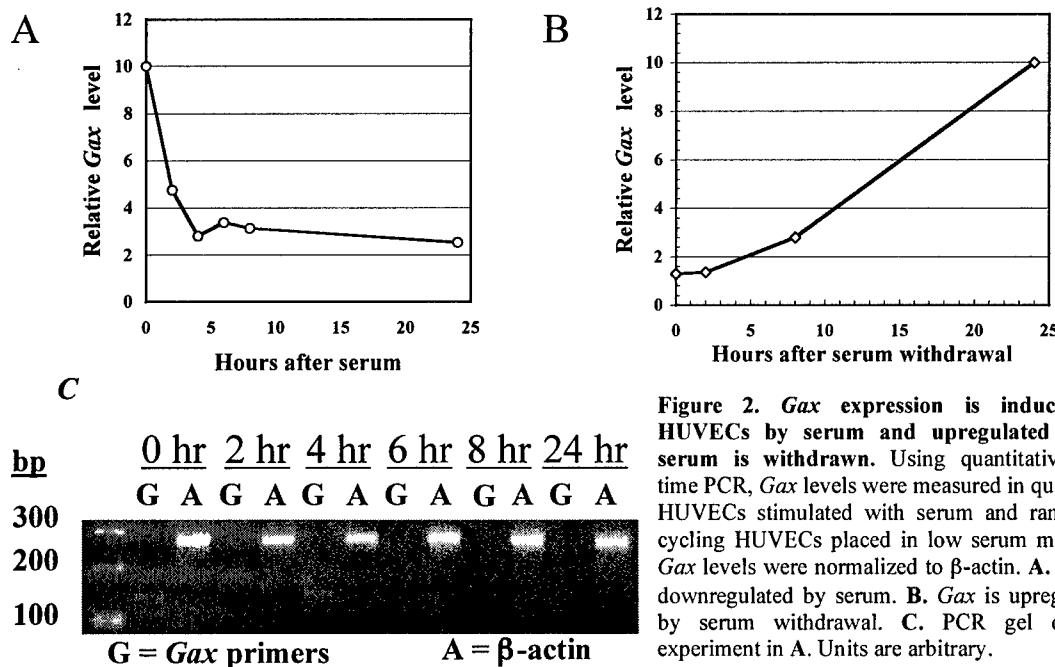 A
12
10
8
6
4
2
0
Relative Gax level
0 5 10 15 20 25
Hours after serum
B
12
10
8
6
4
2
0
Relative Gax level
0 5 10 15 20 25
Hours after serum withdrawal
C
0 hr 2 hr 4 hr 6 hr 8 hr 24 hr
bp G A G A G A G A G A G A
300
200
100
G = Gax primers A = β-actin
Figure 2. Gax expression is induc
HUVECs by serum and upregulated
serum is withdrawn. Using quantitativ
time PCR, Gax levels were measured in qu
HUVECs stimulated with serum and ran
cycling HUVECs placed in low serum m
Gax levels were normalized to β-actin. A.
downregulated by serum. B. Gax is upreg
by serum withdrawal. C. PCR gel
experiment in A. Units are arbitrary.